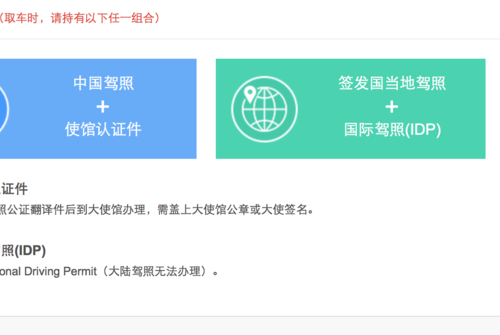 （取车时，请持有以下任一组合）
中国驾照
+
使馆认证件
签发国当地驾照
+
国际驾照(IDP)
证件
照公证翻译件后到大使馆办理，需盖上大使馆公章或大使签名。
照(IDP)
onal Driving Permit（大陆驾照无法办理）。